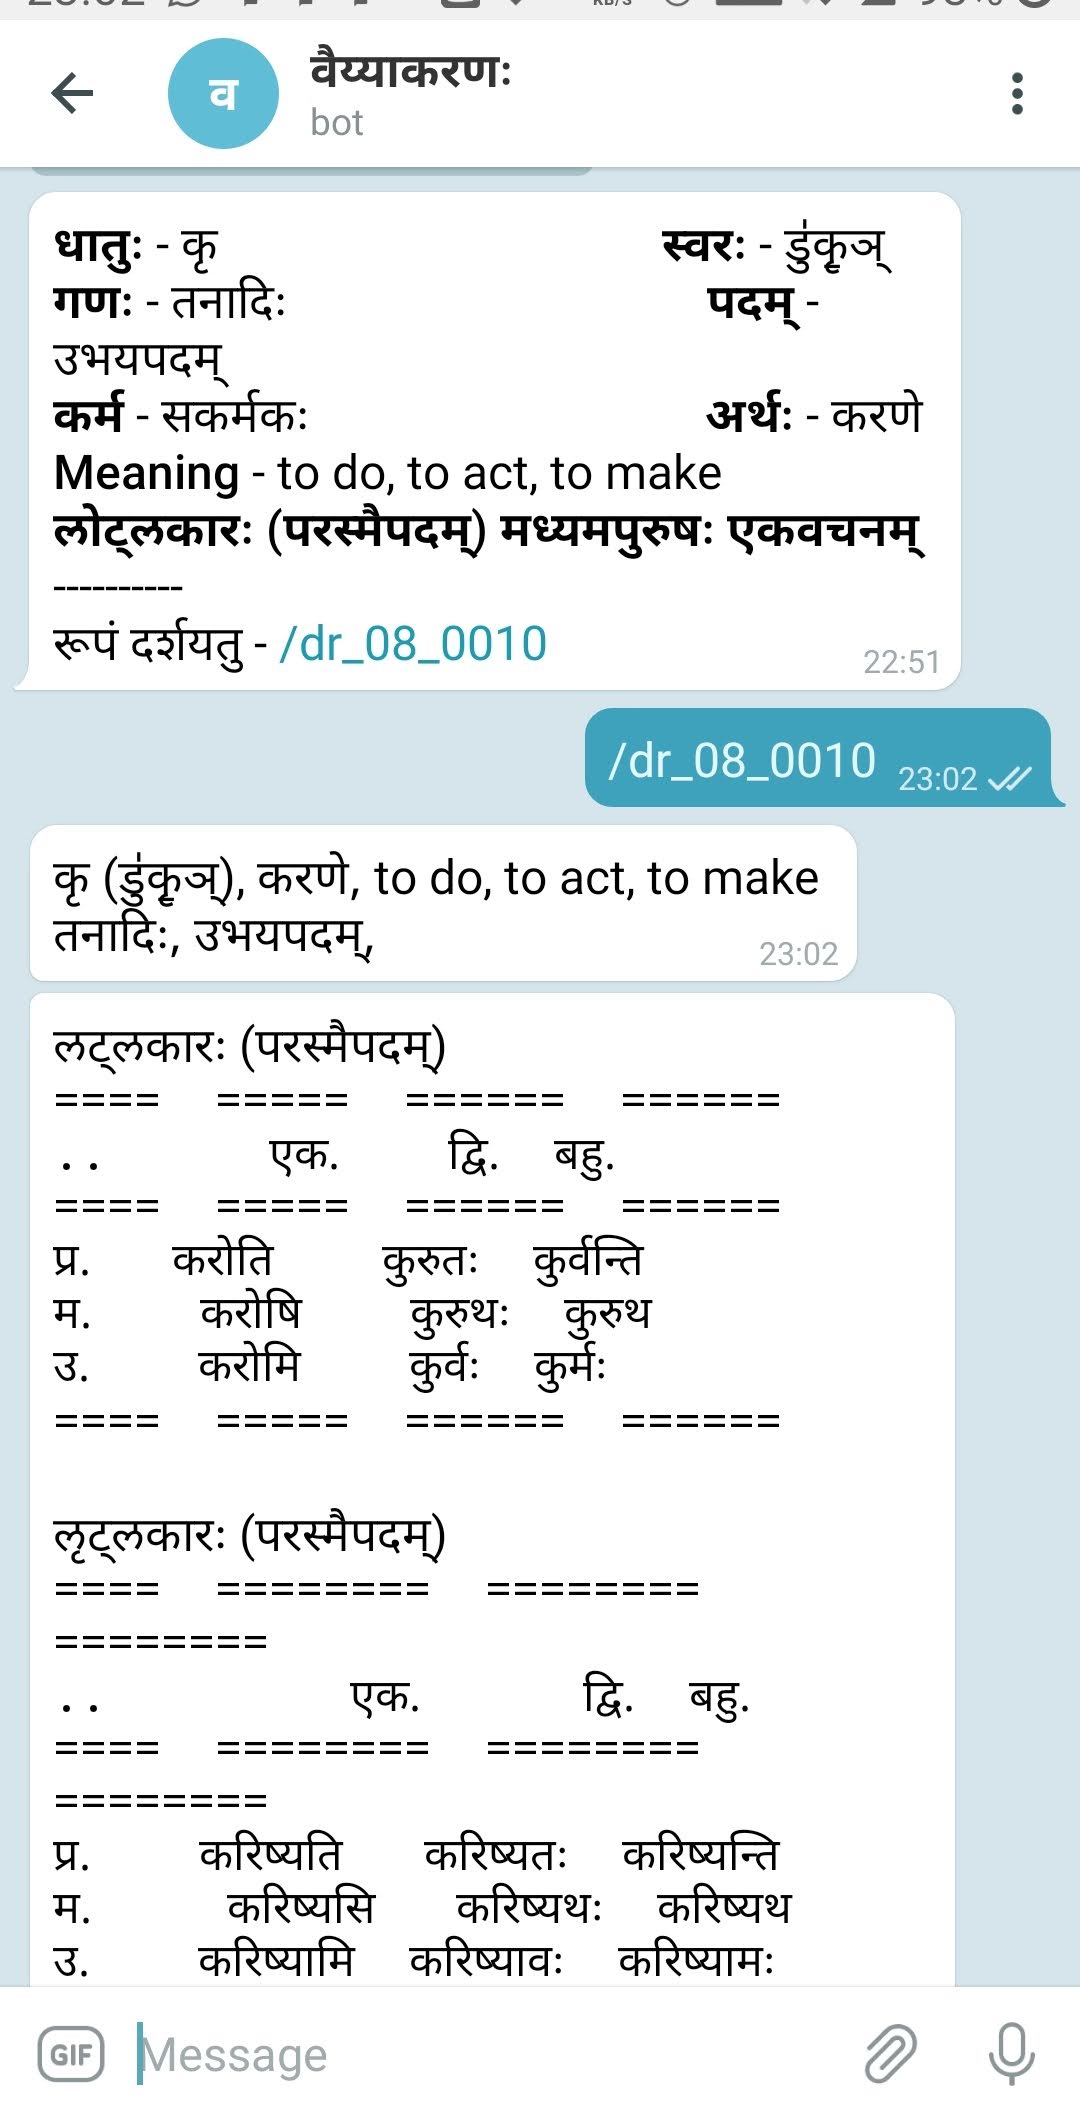 वैय्याकरणः
व
bot
धातुः - कृ स्वरः - डुं॑कृ॒ञ्
गणः - तनादिः पदम् -
उभयपदम्
कर्म - सकर्मकः अर्थः - करणे
Meaning - to do, to act, to make
लोट्लकारः (परस्मैपदम्) मध्यमपुरुषः एकवचनम्
----------
रूपं दर्शयतु - /dr_08_0010
22:51
/dr_08_0010 23:02
कृ (डुं॑कृ॒ञ्), करणे, to do, to act, to make
तनादिः, उभयपदम्,
23:02
लट्लकारः (परस्मैपदम्)
==== ===== ====== ======
. . एक. द्वि. बहु.
==== ===== ====== ======
प्र. करोति कुरुतः कुर्वन्ति
म. करोषि कुरुथः कुरुथ
उ. करोमि कुर्वः कुर्मः
==== ===== ====== ======
लृट्लकारः (परस्मैपदम्)
==== ======== ========
========
. . एक. द्वि. बहु.
==== ======== ========
========
प्र. करिष्यति करिष्यतः करिष्यन्ति
म. करिष्यसि करिष्यथः करिष्यथ
उ. करिष्यामि करिष्यावः करिष्यामः
GIF Message